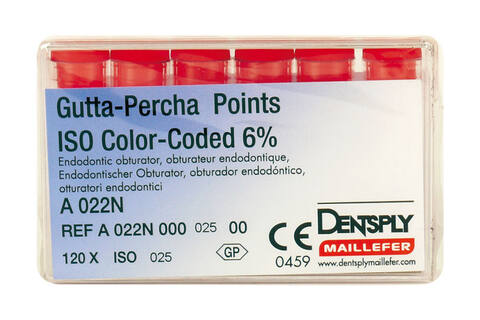 Gutta-Percha Points
ISO Color-Coded 6%
Endodontic obturator, obturateur endodontique,
Endodontischer Obturator, obturador endodóntico,
otturatori endodontici
A 022N
REF A 022N 000 025 00
120 X ISO 025
GP
CE
0459
DENTSPLY
MAILLEFER
www.dentsplymaillefer.com